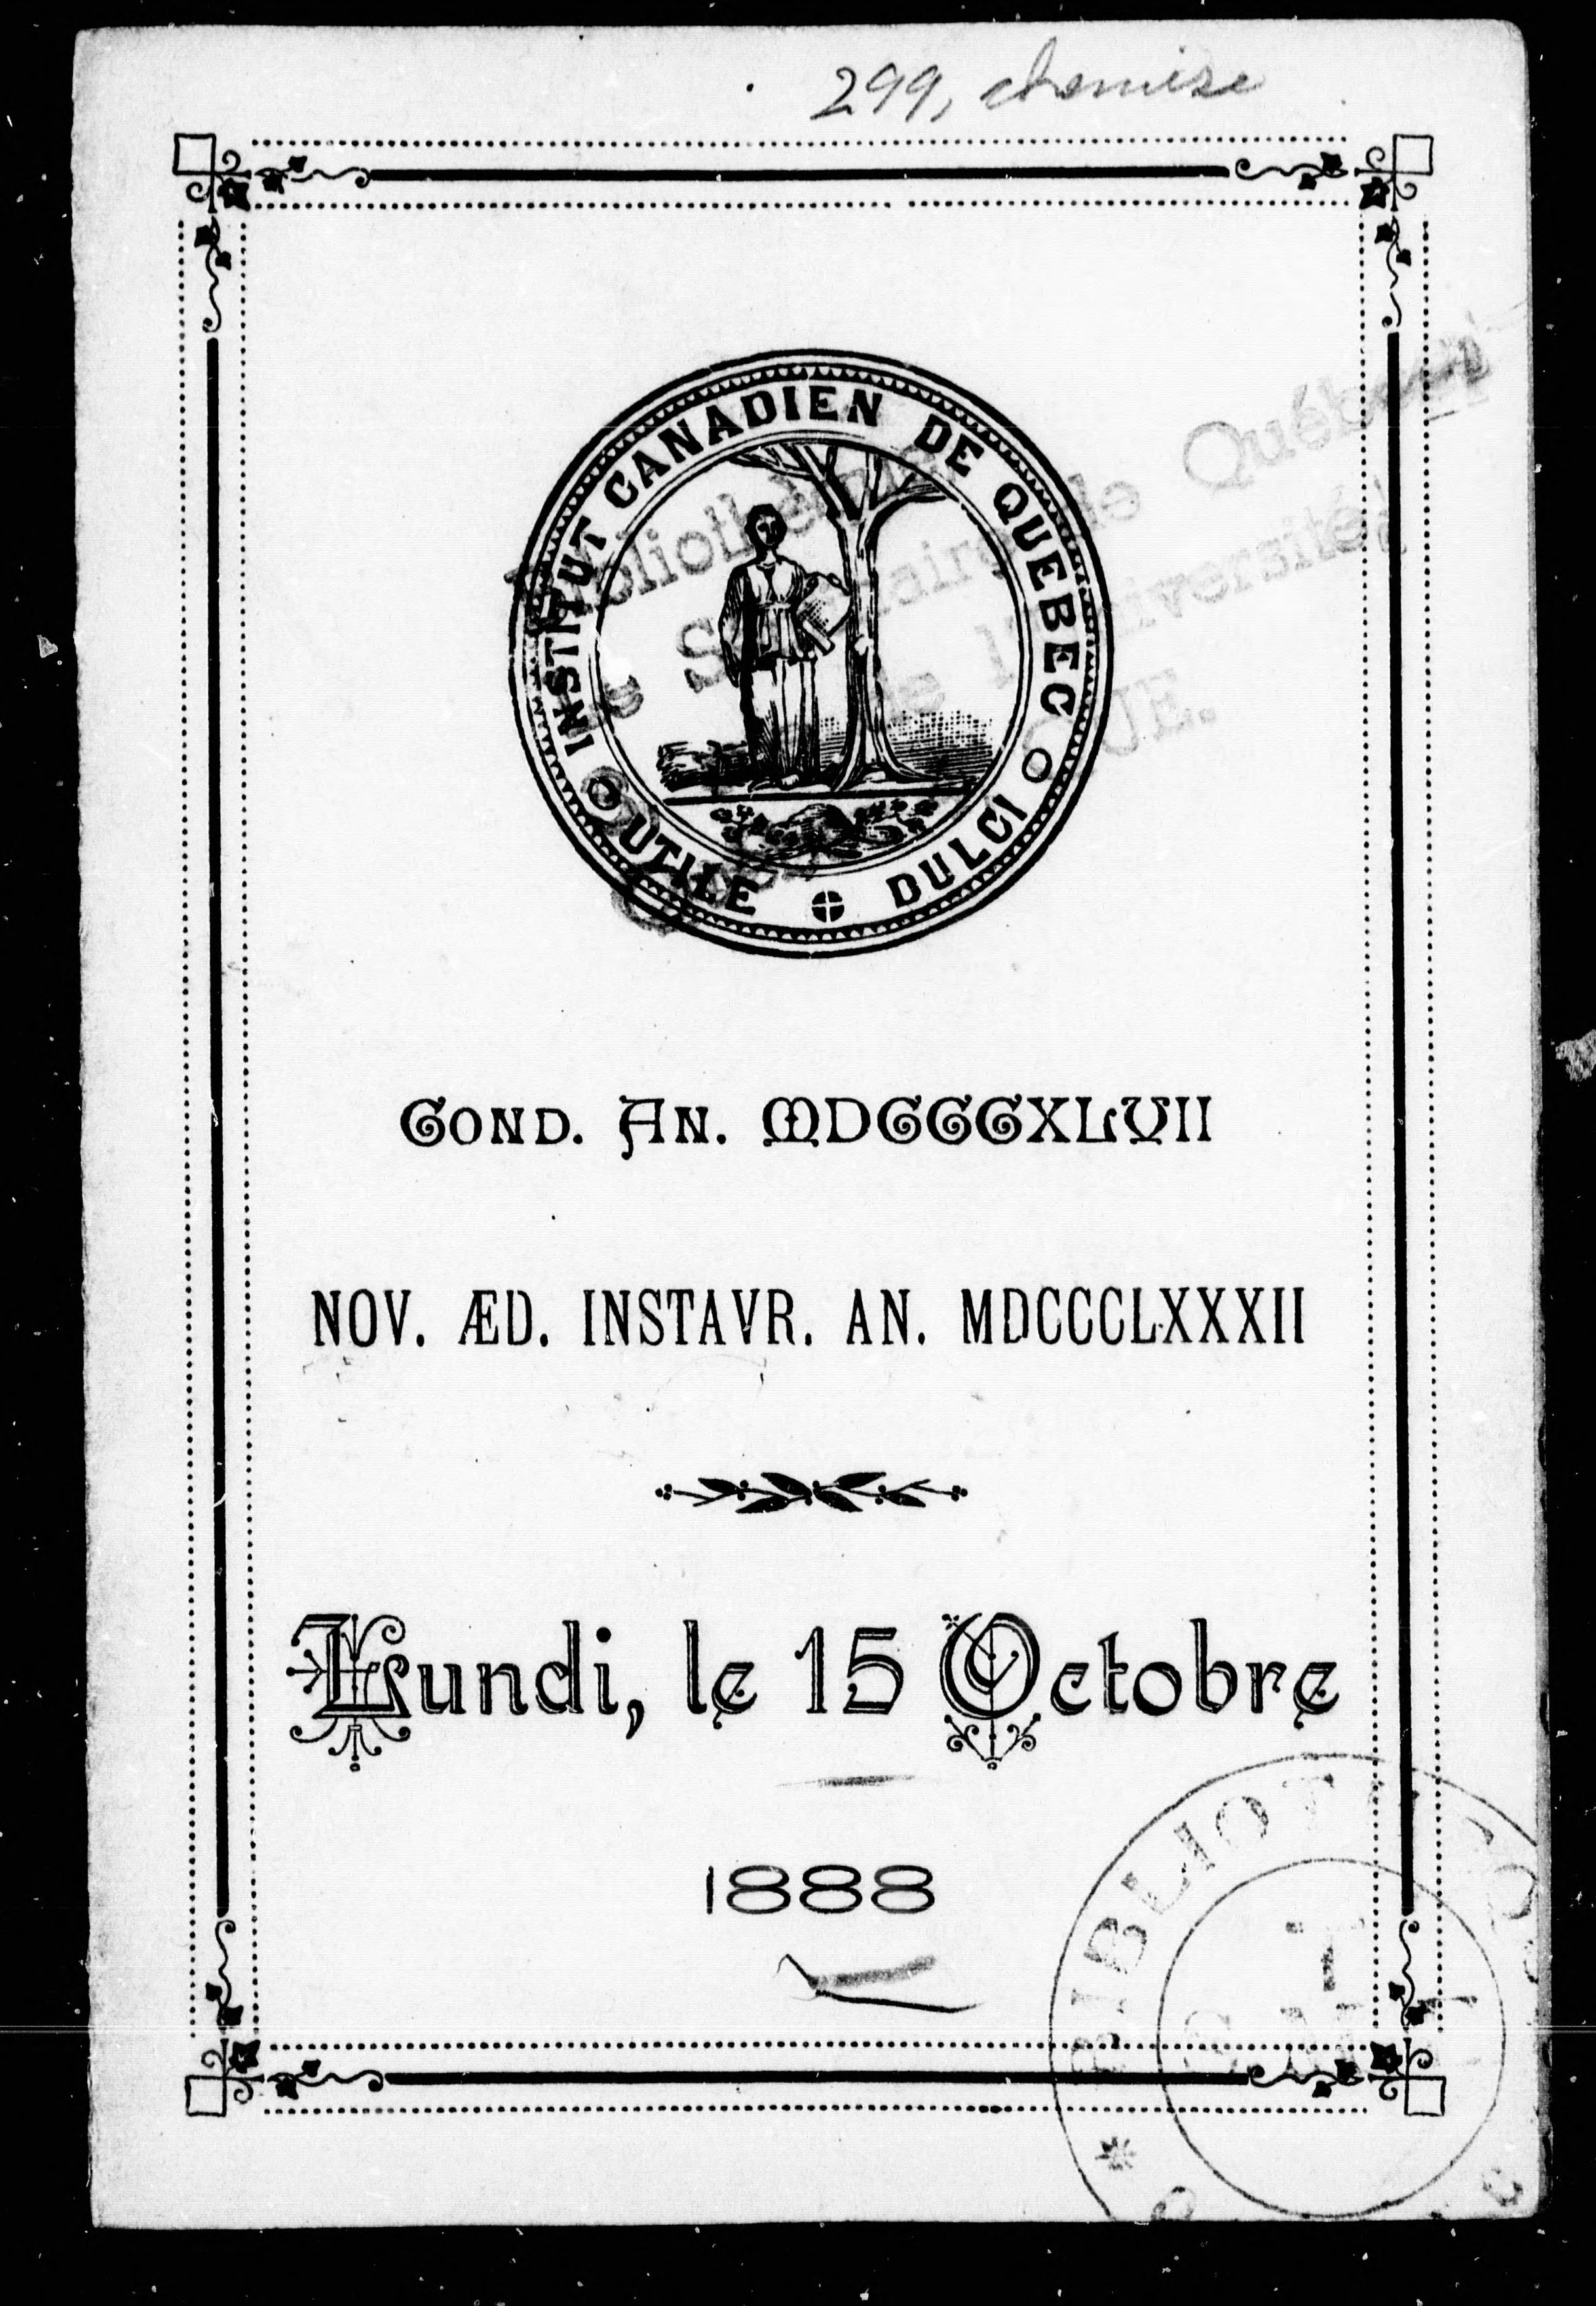 299, chemise
INSTITUT CANADIEN DE QUEBEC
UTILE DULCI
COND. AN. MDCCCXLVII
NOV. ÆD. INSTAVR. AN. MDCCCLXXXII
Lundi, le 15 Octobre
1888